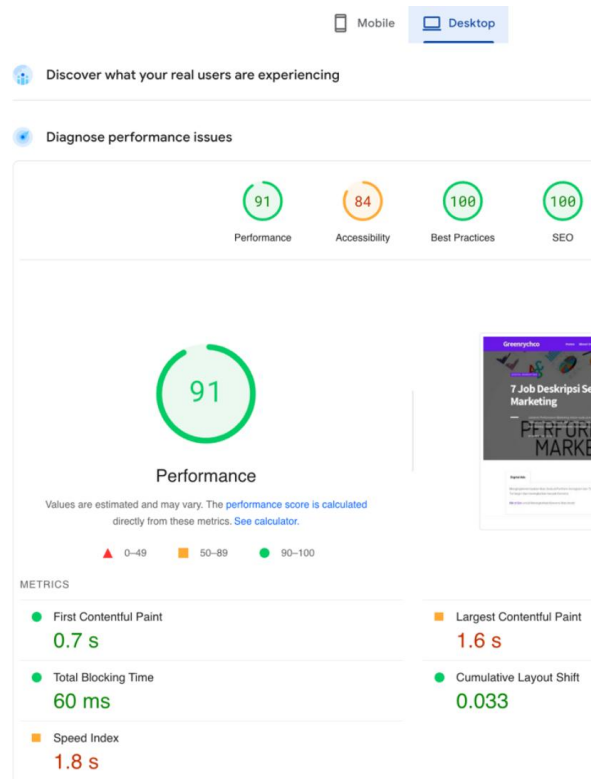 Mobile
Desktop
Discover what your real users are experiencing
Diagnose performance issues
91
84
100
100
Performance
Accessibility
Best Practices
SEO
91
Performance
Values are estimated and may vary. The performance score is calculated
directly from these metrics. See calculator.
0–49
50–89
90–100
Greenrychco
Home
7 Job Deskripsi Se
Marketing
PERFOR
MARKE
METRICS
First Contentful Paint
0.7 s
Largest Contentful Paint
1.6 s
Total Blocking Time
60 ms
Cumulative Layout Shift
0.033
Speed Index
1.8 s